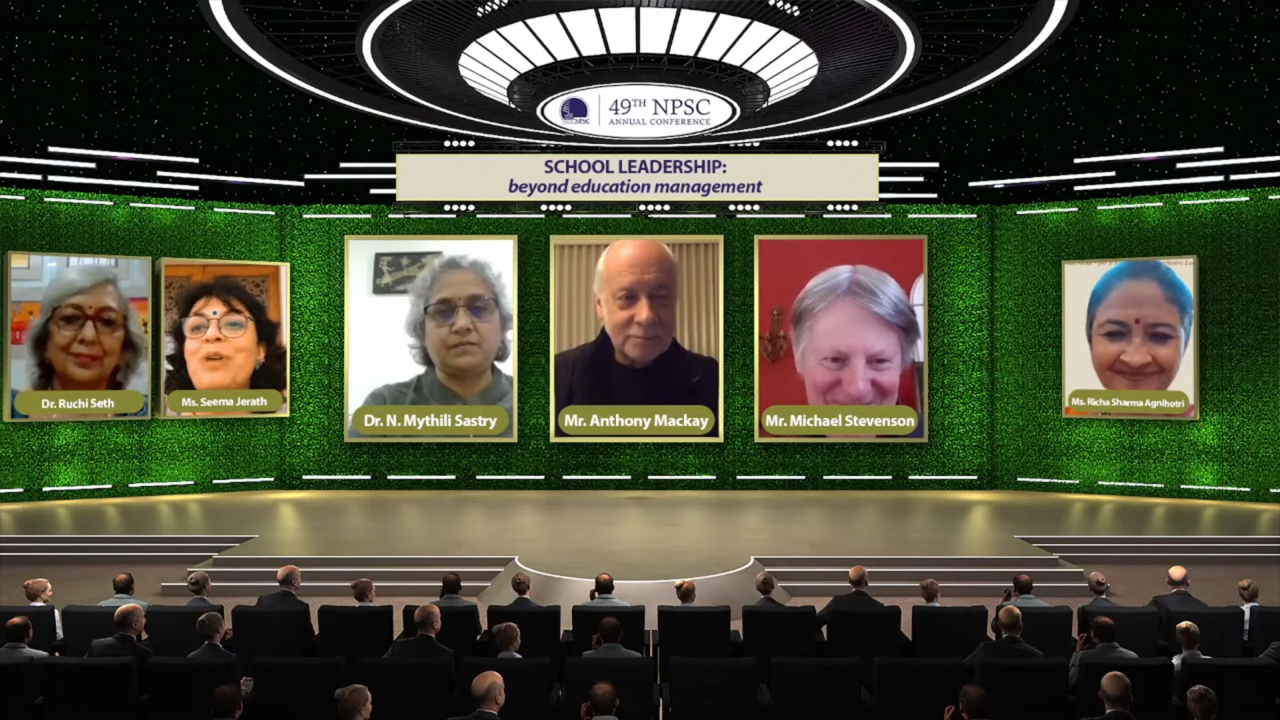 NPSC
49TH NPSC
ANNUAL CONFERENCE
SCHOOL LEADERSHIP:
beyond education management
Dr. Ruchi Seth
Ms. Seema Jerath
Dr. N. Mythili Sastry
Mr. Anthony Mackay
Mr. Michael Stevenson
Ms. Richa Sharma Agnihotri